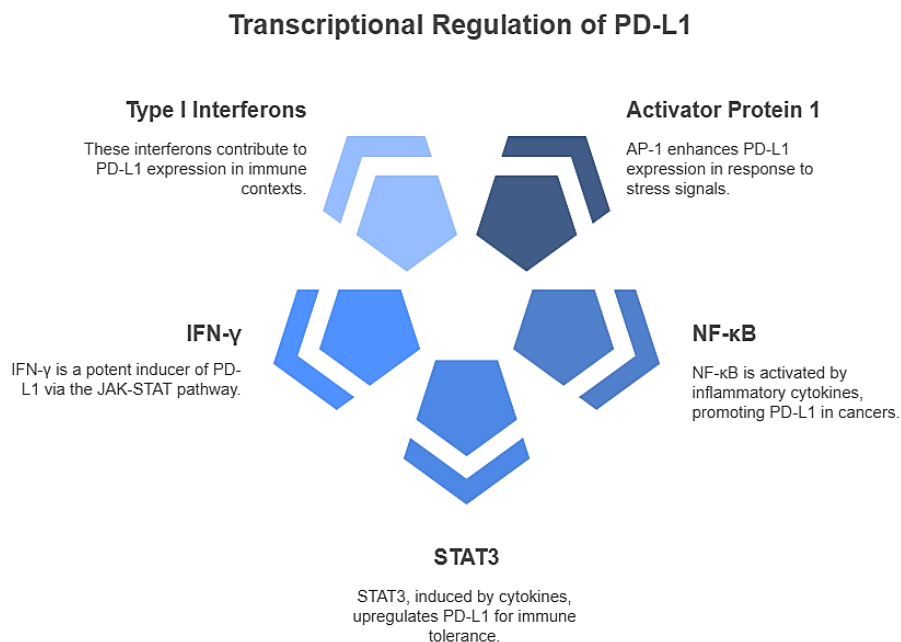 Transcriptional Regulation of PD-L1
Type I Interferons
These interferons contribute to
PD-L1 expression in immune
contexts.
Activator Protein 1
AP-1 enhances PD-L1
expression in response to
stress signals.
IFN-γ
IFN-γ is a potent inducer of PD-
L1 via the JAK-STAT pathway.
NF-κB
NF-κB is activated by
inflammatory cytokines,
promoting PD-L1 in cancers.
STAT3
STAT3, induced by cytokines,
upregulates PD-L1 for immune
tolerance.